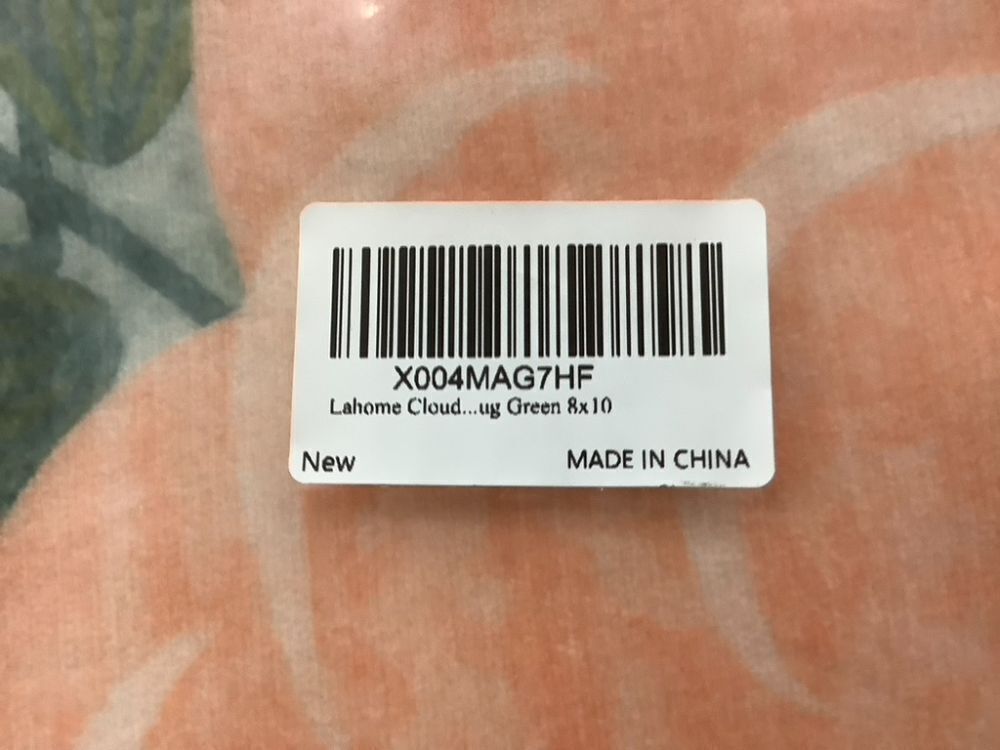 X004MAG7HF
Lahome Cloud...ug Green 8x10
New
MADE IN CHINA